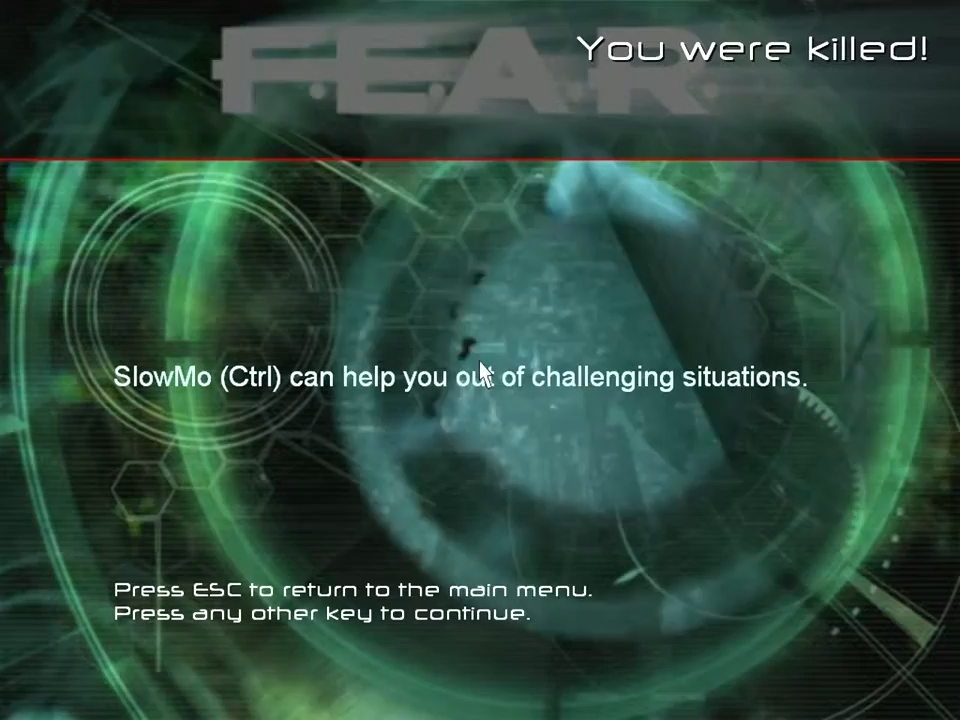 F.E.A.R.
You were killed!
SlowMo (Ctrl) can help you out of challenging situations.
Press ESC to return to the main menu.
Press any other key to continue.